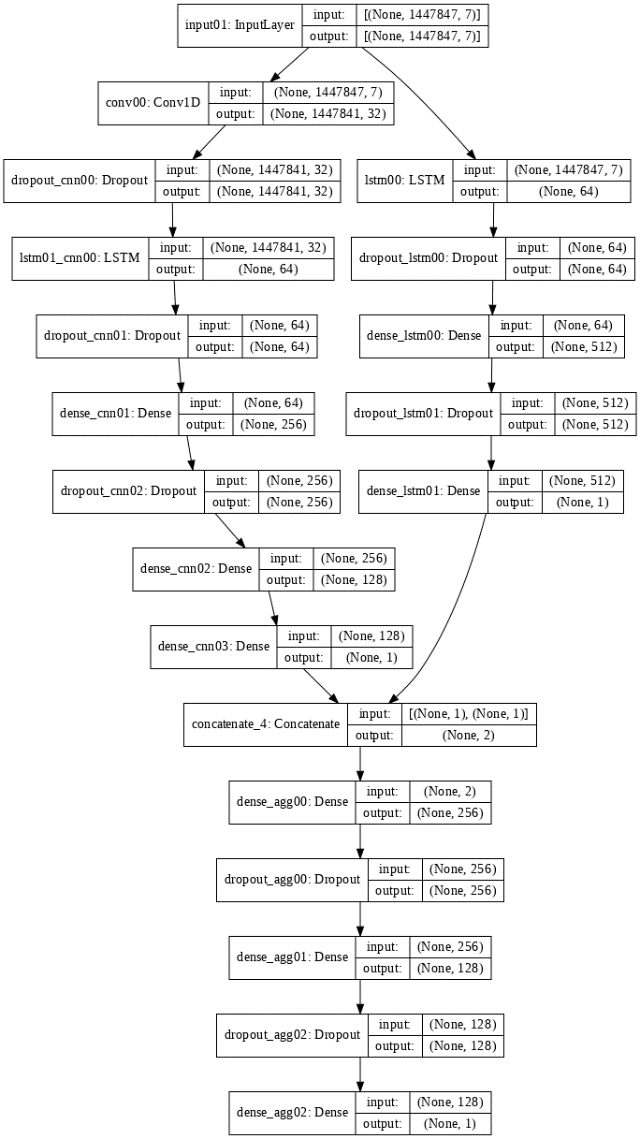 input01: InputLayer
input: [(None, 1447847, 7)]
output: [(None, 1447847, 7)]
conv00: Conv1D
input: (None, 1447847, 7)
output: (None, 1447841, 32)
dropout_cnn00: Dropout
input: (None, 1447841, 32)
output: (None, 1447841, 32)
lstm00: LSTM
input: (None, 1447847, 7)
output: (None, 64)
lstm01_cnn00: LSTM
input: (None, 1447841, 32)
output: (None, 64)
dropout_lstm00: Dropout
input: (None, 64)
output: (None, 64)
dropout_cnn01: Dropout
input: (None, 64)
output: (None, 64)
dense_lstm00: Dense
input: (None, 64)
output: (None, 512)
dense_cnn01: Dense
input: (None, 64)
output: (None, 256)
dropout_lstm01: Dropout
input: (None, 512)
output: (None, 512)
dropout_cnn02: Dropout
input: (None, 256)
output: (None, 256)
dense_lstm01: Dense
input: (None, 512)
output: (None, 1)
dense_cnn02: Dense
input: (None, 256)
output: (None, 128)
dense_cnn03: Dense
input: (None, 128)
output: (None, 1)
concatenate_4: Concatenate
input: [(None, 1), (None, 1)]
output: (None, 2)
dense_agg00: Dense
input: (None, 2)
output: (None, 256)
dropout_agg00: Dropout
input: (None, 256)
output: (None, 256)
dense_agg01: Dense
input: (None, 256)
output: (None, 128)
dropout_agg02: Dropout
input: (None, 128)
output: (None, 128)
dense_agg02: Dense
input: (None, 128)
output: (None, 1)